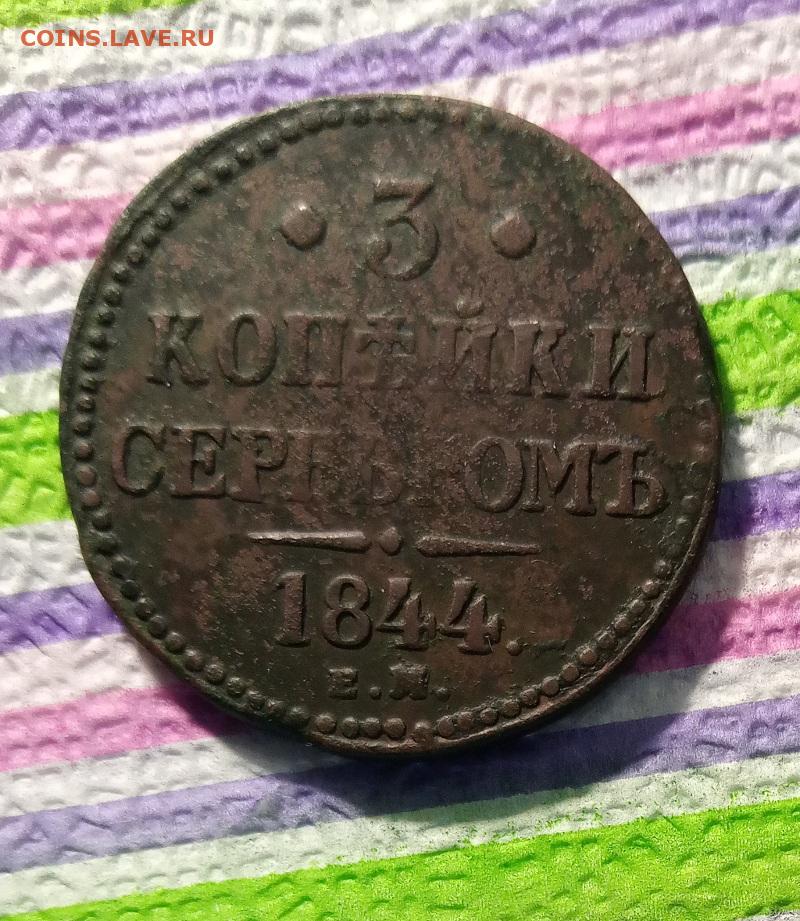 COINS.LAVE.RU
· 3 ·
КОПѢЙКИ
СЕРЕБРОМЪ
1844.
Е.М.